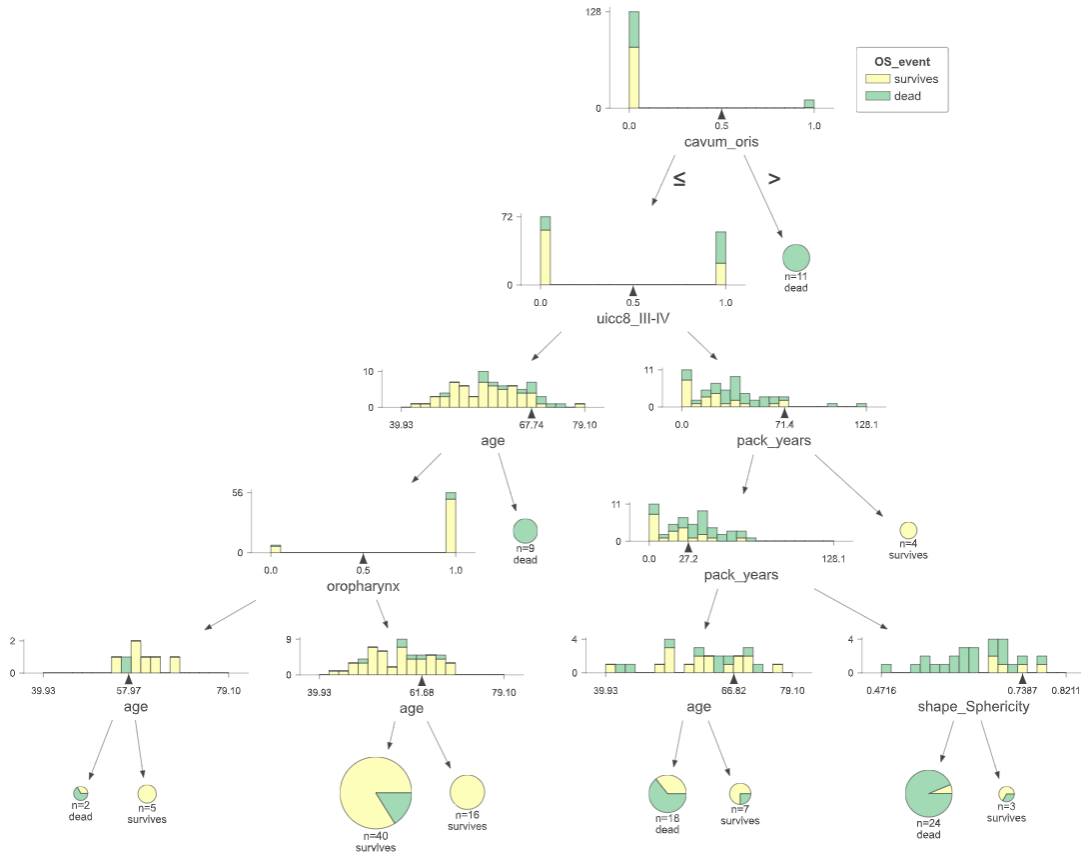 128
0
0.0 0.5 1.0
cavum_oris
OS_event
survives
dead
≤ >
72
0
0.0 0.5 1.0
uicc8_III-IV
n=11
dead
10
0
39.93 67.74 79.10
age
11
0
0.0 71.4 128.1
pack_years
56
0
0.0 0.5 1.0
oropharynx
n=9
dead
11
0
0.0 27.2 128.1
pack_years
n=4
survives
2
0
39.93 57.97 79.10
age
9
0
39.93 61.68 79.10
age
4
0
39.93 65.82 79.10
age
4
0
0.4716 0.7387 0.8211
shape_Sphericity
n=2
dead
n=5
survives
n=40
survives
n=16
survives
n=18
dead
n=7
survives
n=24
dead
n=3
survives